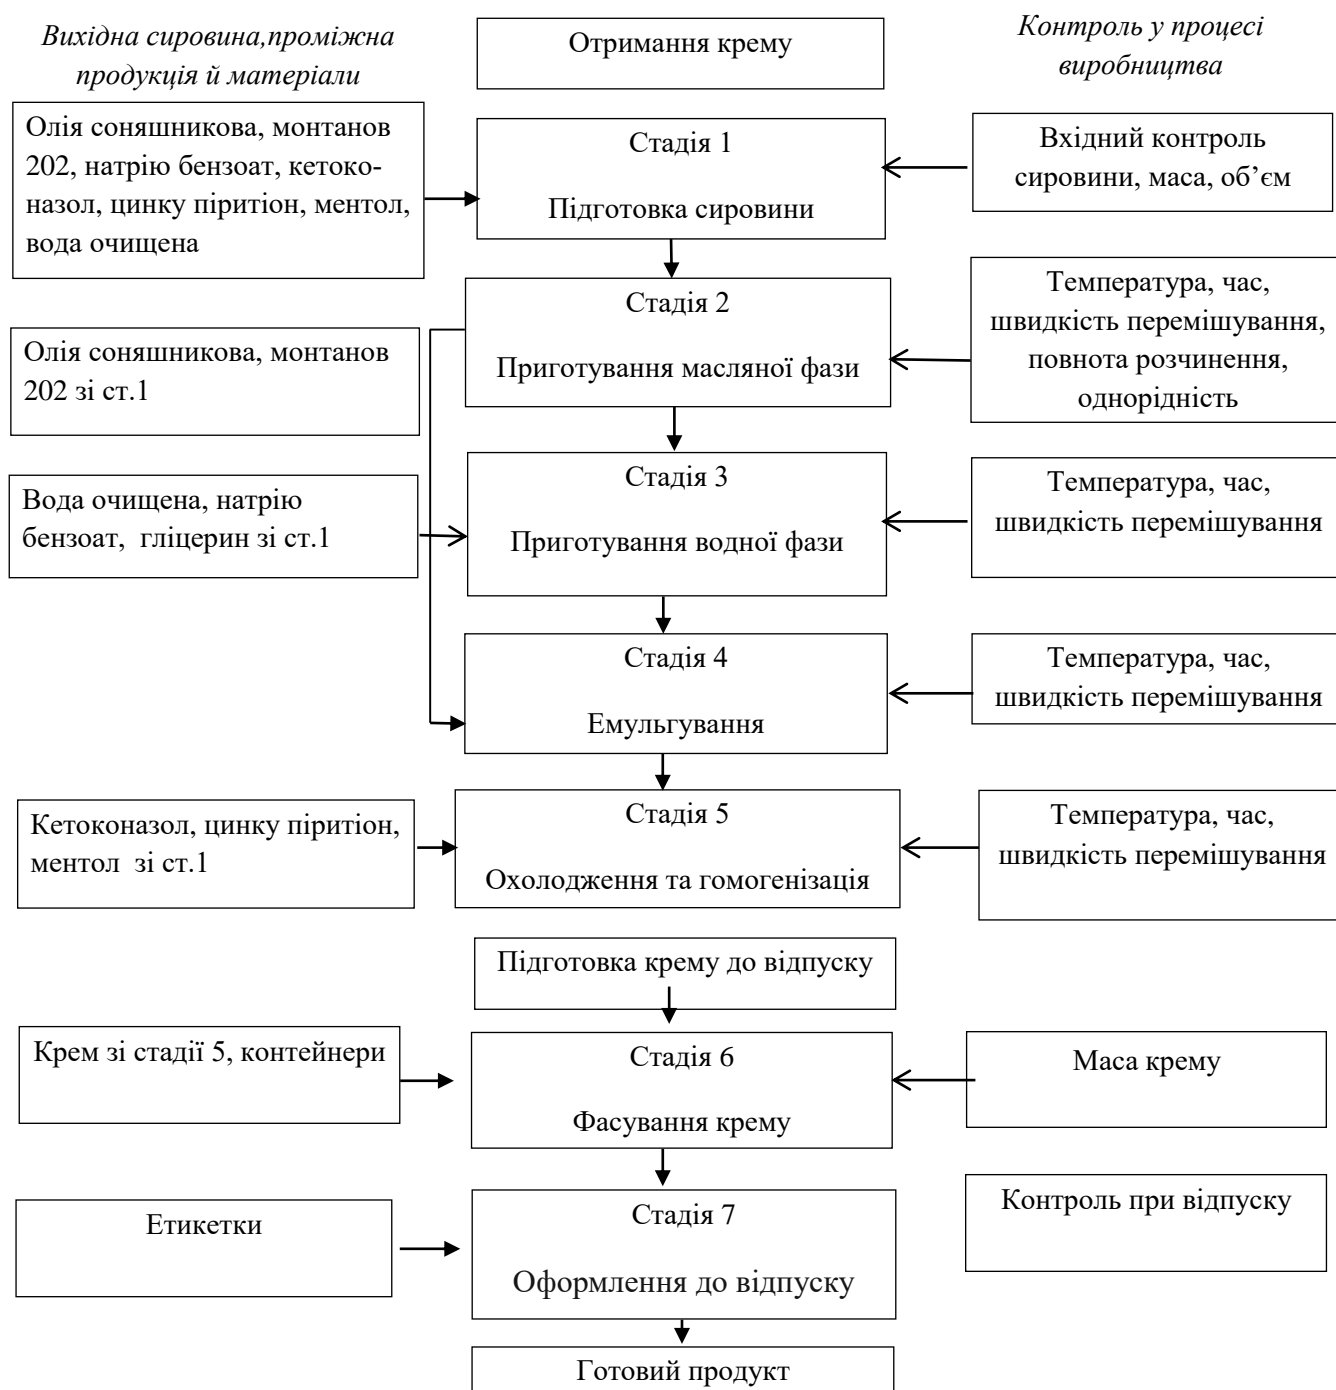 Вихідна сировина,проміжна
продукція й матеріали
Отримання крему
Контроль у процесі
виробництва
Олія соняшникова, монтанов
202, натрію бензоат, кетоко-
назол, цинку піритіон, ментол,
вода очищена
Стадія 1
Підготовка сировини
Вхідний контроль
сировини, маса, об’єм
Олія соняшникова, монтанов
202 зі ст.1
Стадія 2
Приготування масляної фази
Температура, час,
швидкість перемішування,
повнота розчинення,
однорідність
Вода очищена, натрію
бензоат,  гліцерин зі ст.1
Стадія 3
Приготування водної фази
Температура, час,
швидкість перемішування
Стадія 4
Емульгування
Температура, час,
швидкість перемішування
Кетоконазол, цинку піритіон,
ментол  зі ст.1
Стадія 5
Охолодження та гомогенізація
Температура, час,
швидкість перемішування
Підготовка крему до відпуску
Крем зі стадії 5, контейнери
Стадія 6
Фасування крему
Маса крему
Етикетки
Стадія 7
Оформлення до відпуску
Контроль при відпуску
Готовий продукт